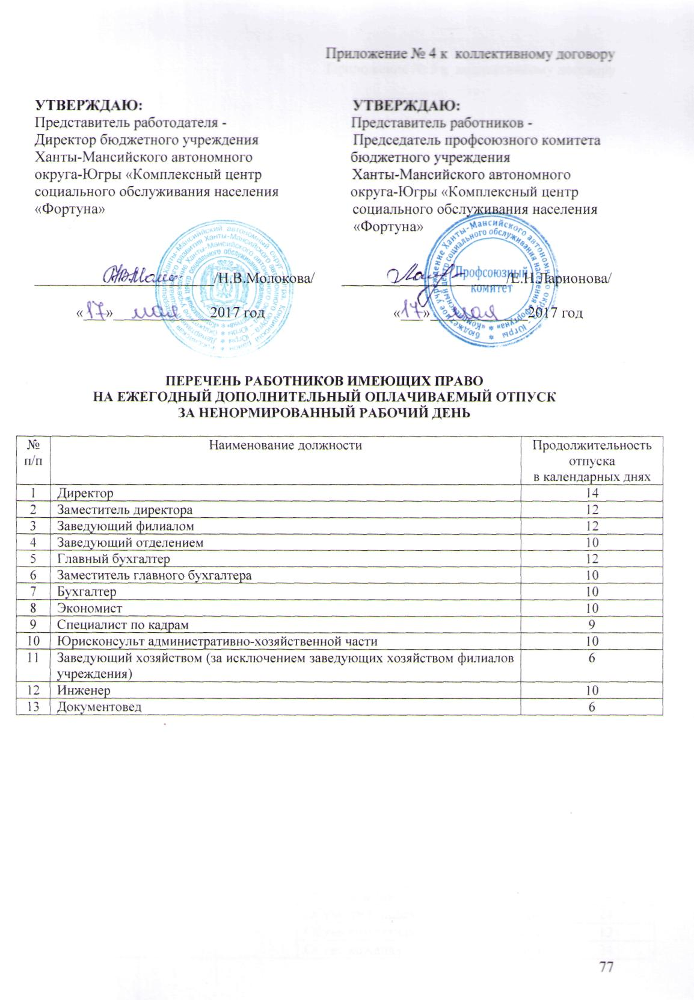 Приложение № 4 к коллективному договору
УТВЕРЖДАЮ:
Представитель работодателя -
Директор бюджетного учреждения
Ханты-Мансийского автономного
округа-Югры «Комплексный центр
социального обслуживания населения
«Фортуна»
/Н.В.Молокова/
«17» мая 2017 год
УТВЕРЖДАЮ:
Представитель работников -
Председатель профсоюзного комитета
бюджетного учреждения
Ханты-Мансийского автономного
округа-Югры «Комплексный центр
социального обслуживания населения
«Фортуна»
/Е.Н.Ларионова/
«17» мая 2017 год
Профсоюзный
комитет
ПЕРЕЧЕНЬ РАБОТНИКОВ ИМЕЮЩИХ ПРАВО
НА ЕЖЕГОДНЫЙ ДОПОЛНИТЕЛЬНЫЙ ОПЛАЧИВАЕМЫЙ ОТПУСК
ЗА НЕНОРМИРОВАННЫЙ РАБОЧИЙ ДЕНЬ
№ Наименование должности Продолжительность
п/п отпуска
в календарных днях
1 Директор 14
2 Заместитель директора 12
3 Заведующий филиалом 12
4 Заведующий отделением 10
5 Главный бухгалтер 12
6 Заместитель главного бухгалтера 10
7 Бухгалтер 10
8 Экономист 10
9 Специалист по кадрам 9
10 Юрисконсульт административно-хозяйственной части 10
11 Заведующий хозяйством (за исключением заведующих хозяйством филиалов 6
учреждения)
12 Инженер 10
13 Документовед 6
77